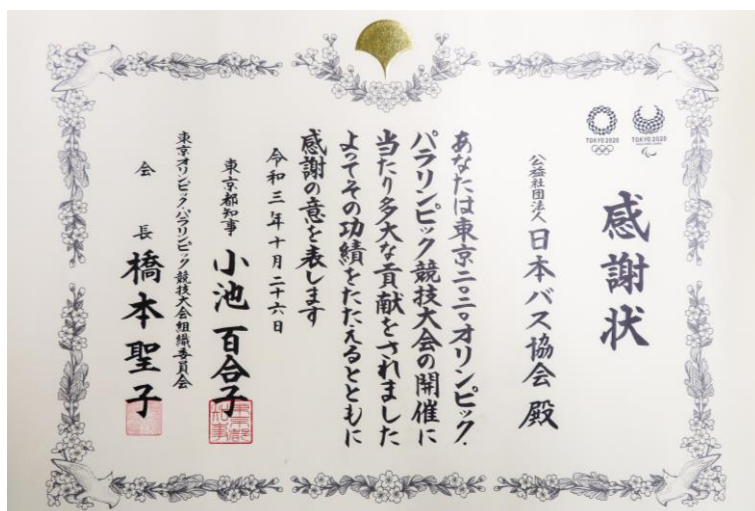 感謝状
TOKYO 2020
TOKYO 2020
公益社団法人 日本バス協会 殿
あなたは東京二〇二〇オリンピック・
パラリンピック競技大会の開催に
当たり多大な貢献をされました
よってその功績をたたえるとともに
感謝の意を表します
令和三年十月二十六日
東京都知事 小池百合子
東京オリンピック・パラリンピック競技大会組織委員会
会長 橋本聖子